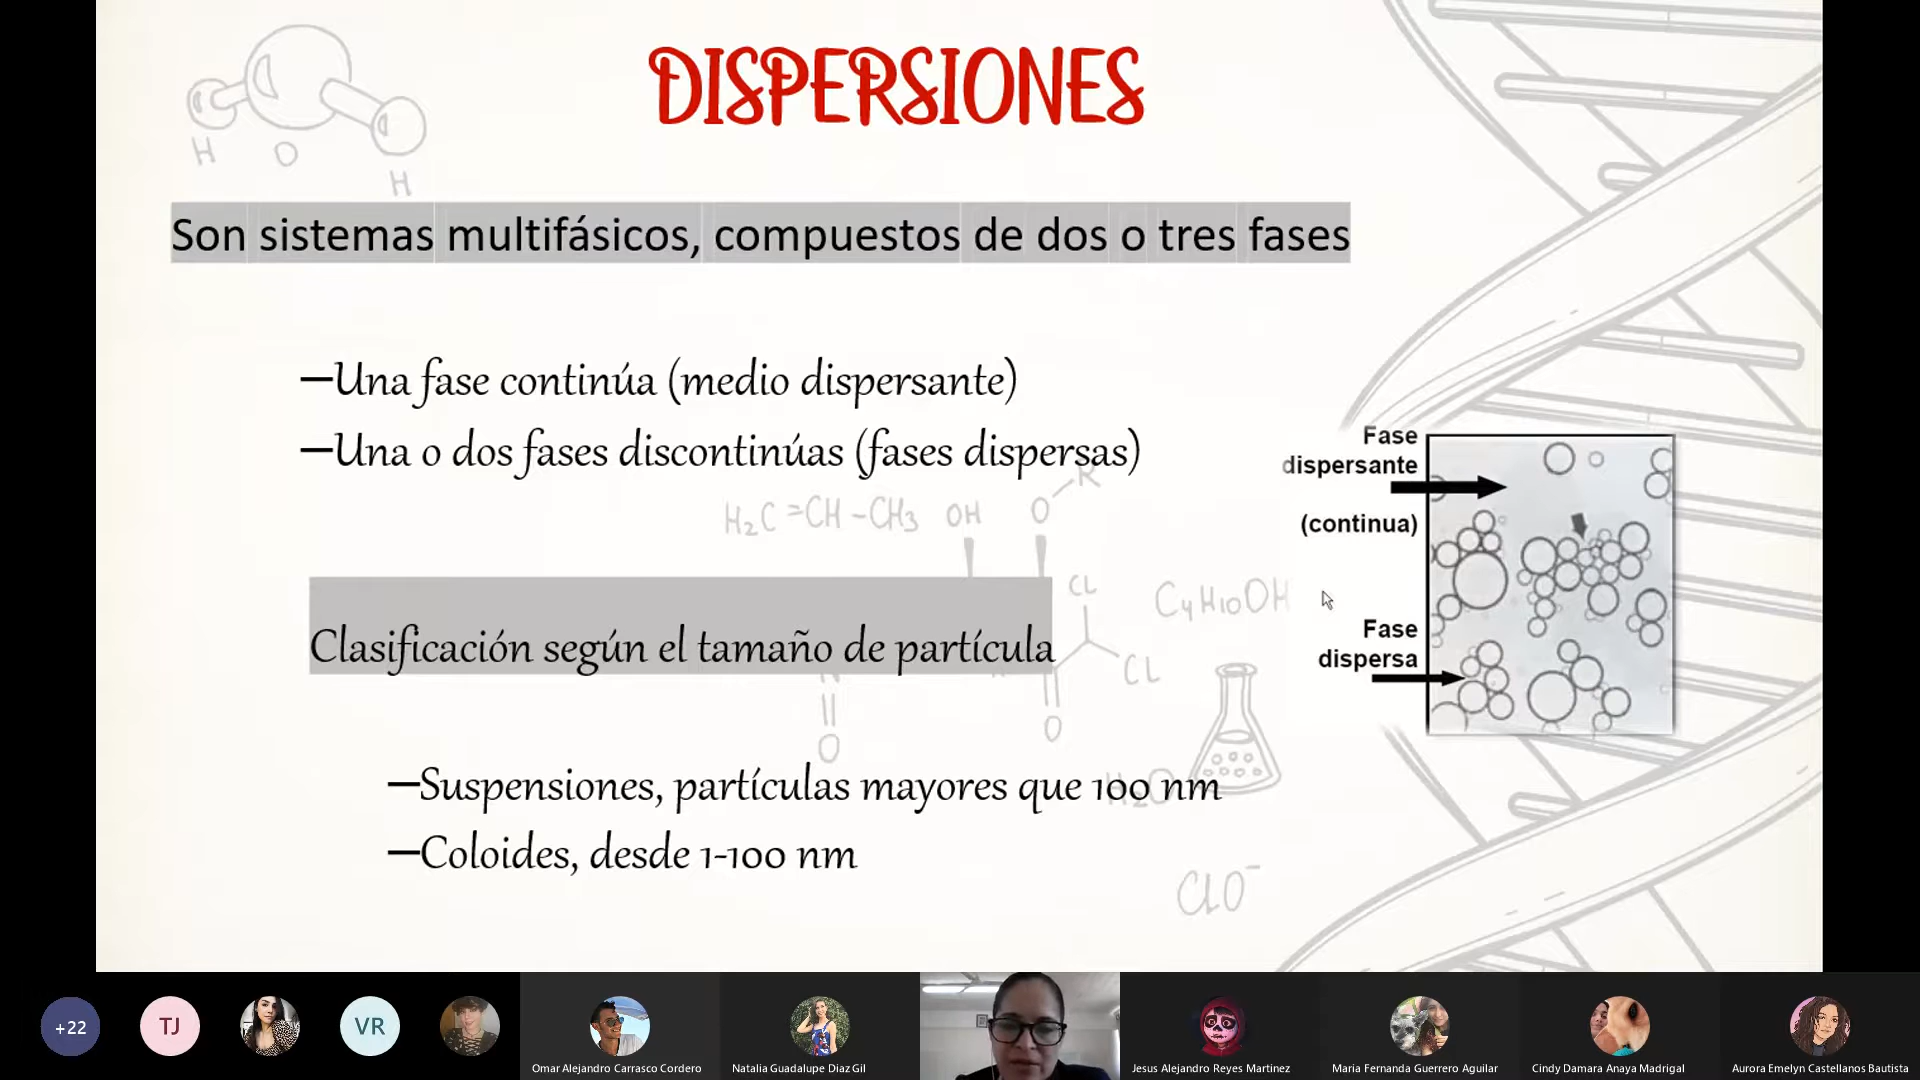 DISPERSIONES
H
O
H
Son sistemas multifásicos, compuestos de dos o tres fases
—Una fase continúa (medio dispersante)
—Una o dos fases discontinúas (fases dispersas)
H₂C=CH-CH₃ OH O-R
Fase
dispersante
(continua)
CL
C₄H₁₀OH
Clasificación según el tamaño de partícula
CL
N
O
O
Fase
dispersa
—Suspensiones, partículas mayores que 100 nm
H₂O
—Coloides, desde 1-100 nm
ClO⁻
+22
TJ
VR
Omar Alejandro Carrasco Cordero
Natalia Guadalupe Diaz Gil
Jesus Alejandro Reyes Martinez
Maria Fernanda Guerrero Aguilar
Cindy Damara Anaya Madrigal
Aurora Emelyn Castellanos Bautista